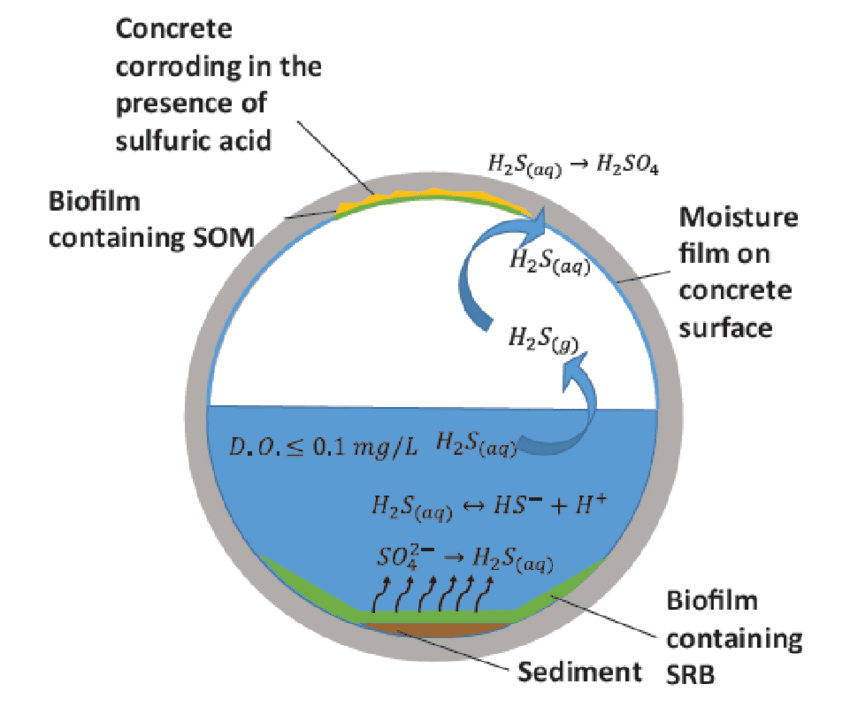 Concrete
corroding in the
presence of
sulfuric acid
H₂S(aq) → H₂SO₄
Biofilm
containing SOM
Moisture
film on
concrete
surface
H₂S(aq)
H₂S(g)
D.O.≤ 0.1 mg/L H₂S(aq)
H₂S(aq) ↔ HS⁻ + H⁺
SO₄²⁻ → H₂S(aq)
Biofilm
containing
SRB
Sediment